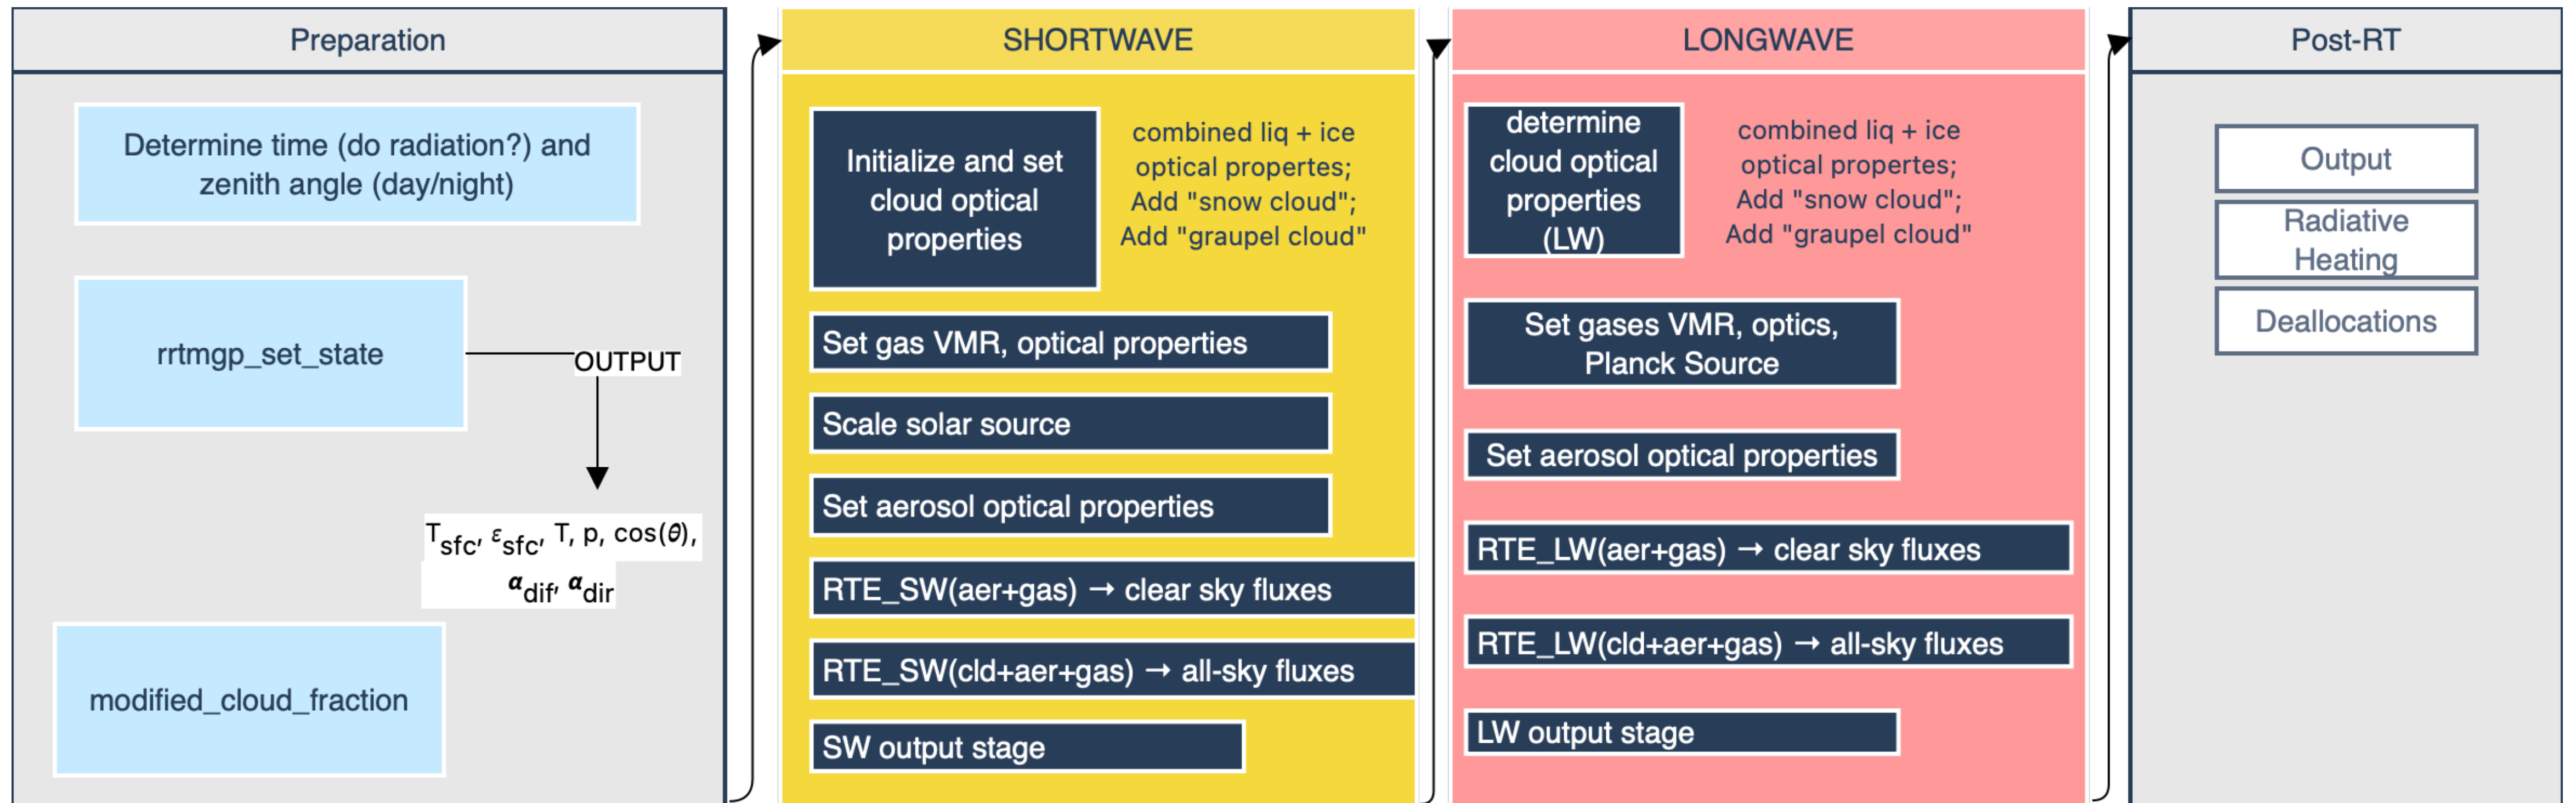 Preparation
Determine time (do radiation?) and
zenith angle (day/night)
rrtmgp_set_state
OUTPUT
T_sfc, ε_sfc, T, p, cos(θ),
α_dif, α_dir
modified_cloud_fraction
SHORTWAVE
Initialize and set
cloud optical
properties
combined liq + ice
optical propertes;
Add "snow cloud";
Add "graupel cloud"
Set gas VMR, optical properties
Scale solar source
Set aerosol optical properties
RTE_SW(aer+gas) → clear sky fluxes
RTE_SW(cld+aer+gas) → all-sky fluxes
SW output stage
LONGWAVE
determine
cloud optical
properties
(LW)
combined liq + ice
optical propertes;
Add "snow cloud";
Add "graupel cloud"
Set gases VMR, optics,
Planck Source
Set aerosol optical properties
RTE_LW(aer+gas) → clear sky fluxes
RTE_LW(cld+aer+gas) → all-sky fluxes
LW output stage
Post-RT
Output
Radiative
Heating
Deallocations